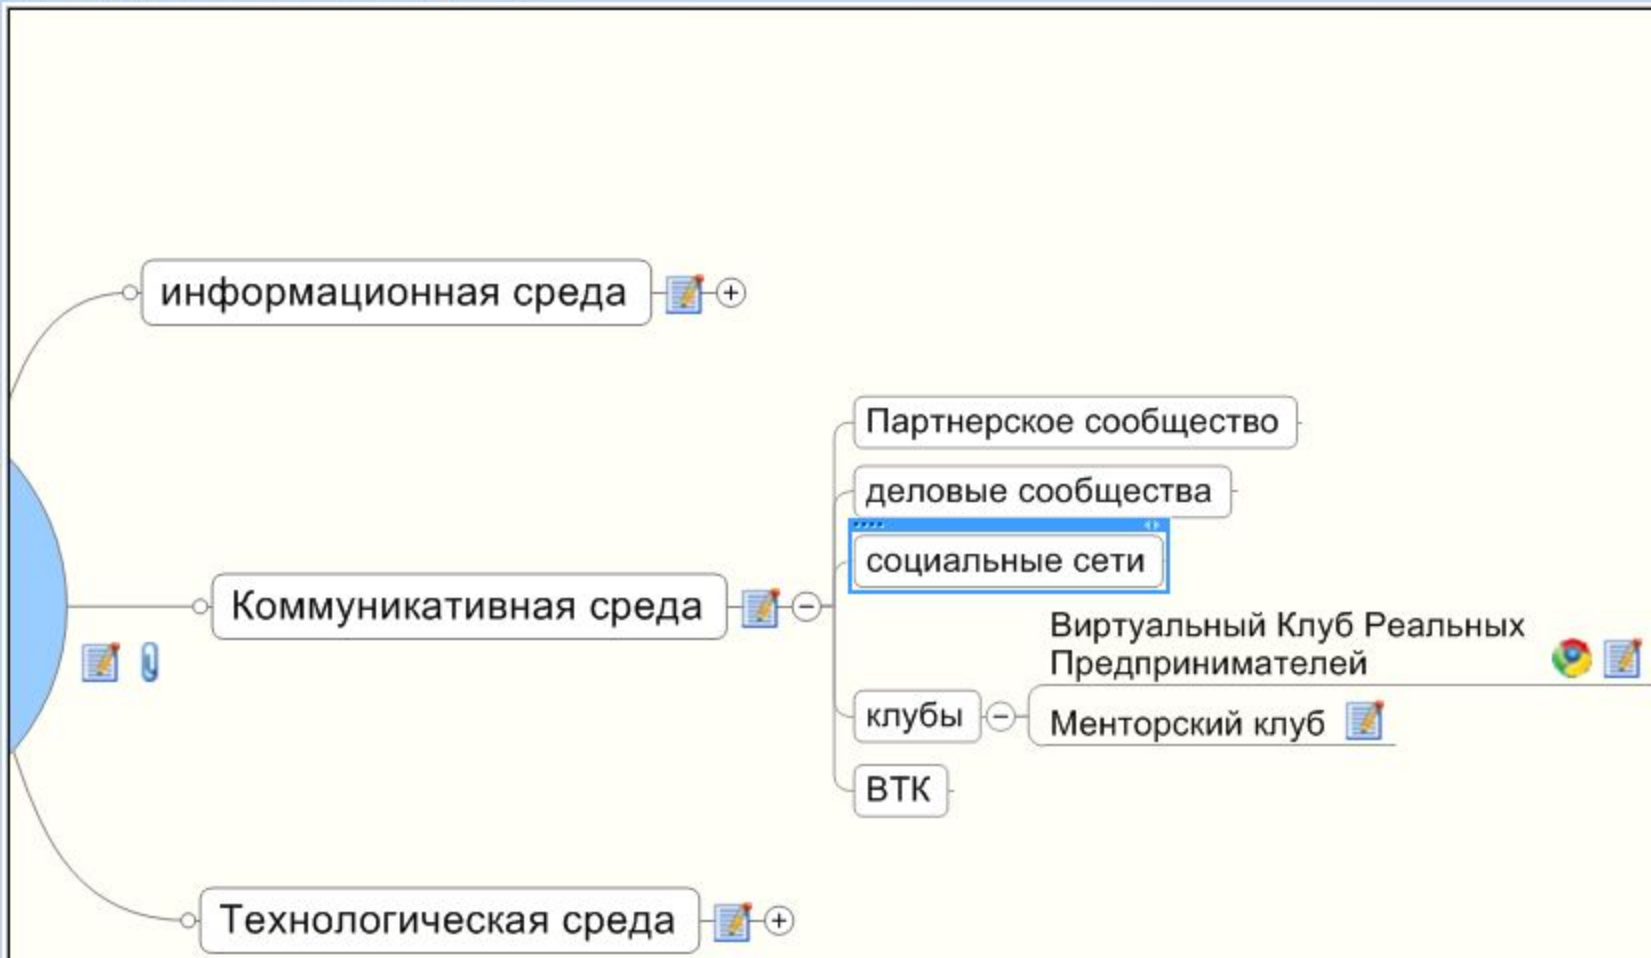 информационная среда
Партнерское сообщество
деловые сообщества
социальные сети
Коммуникативная среда
Виртуальный Клуб Реальных
Предпринимателей
клубы
Менторский клуб
ВТК
Технологическая среда